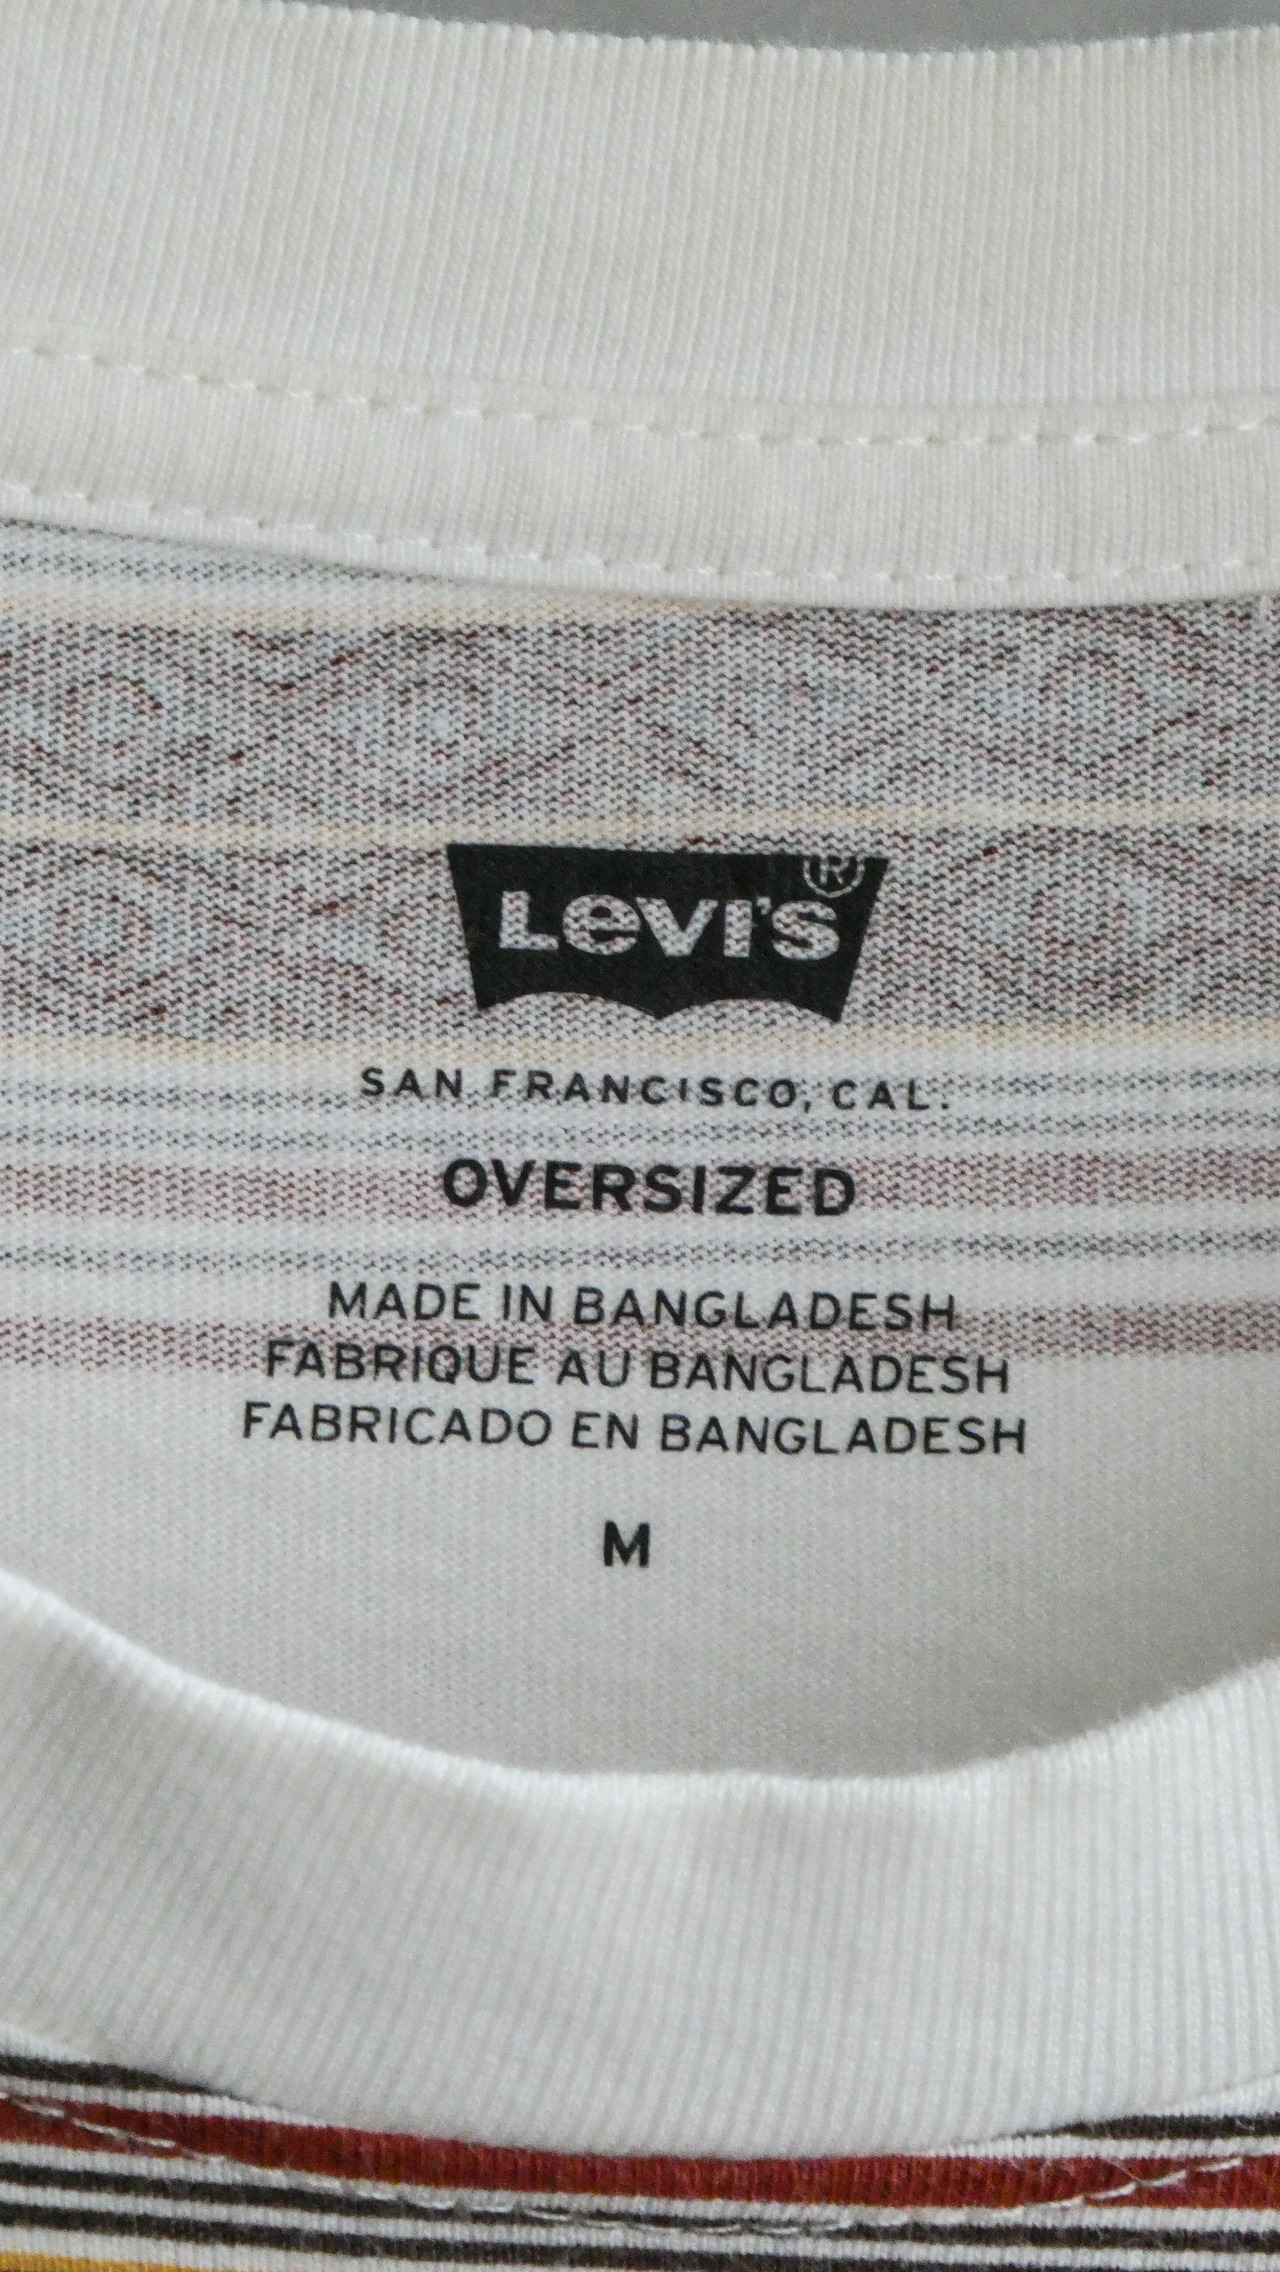 Levi's®
SAN FRANCISCO, CAL.
OVERSIZED
MADE IN BANGLADESH
FABRIQUE AU BANGLADESH
FABRICADO EN BANGLADESH
M